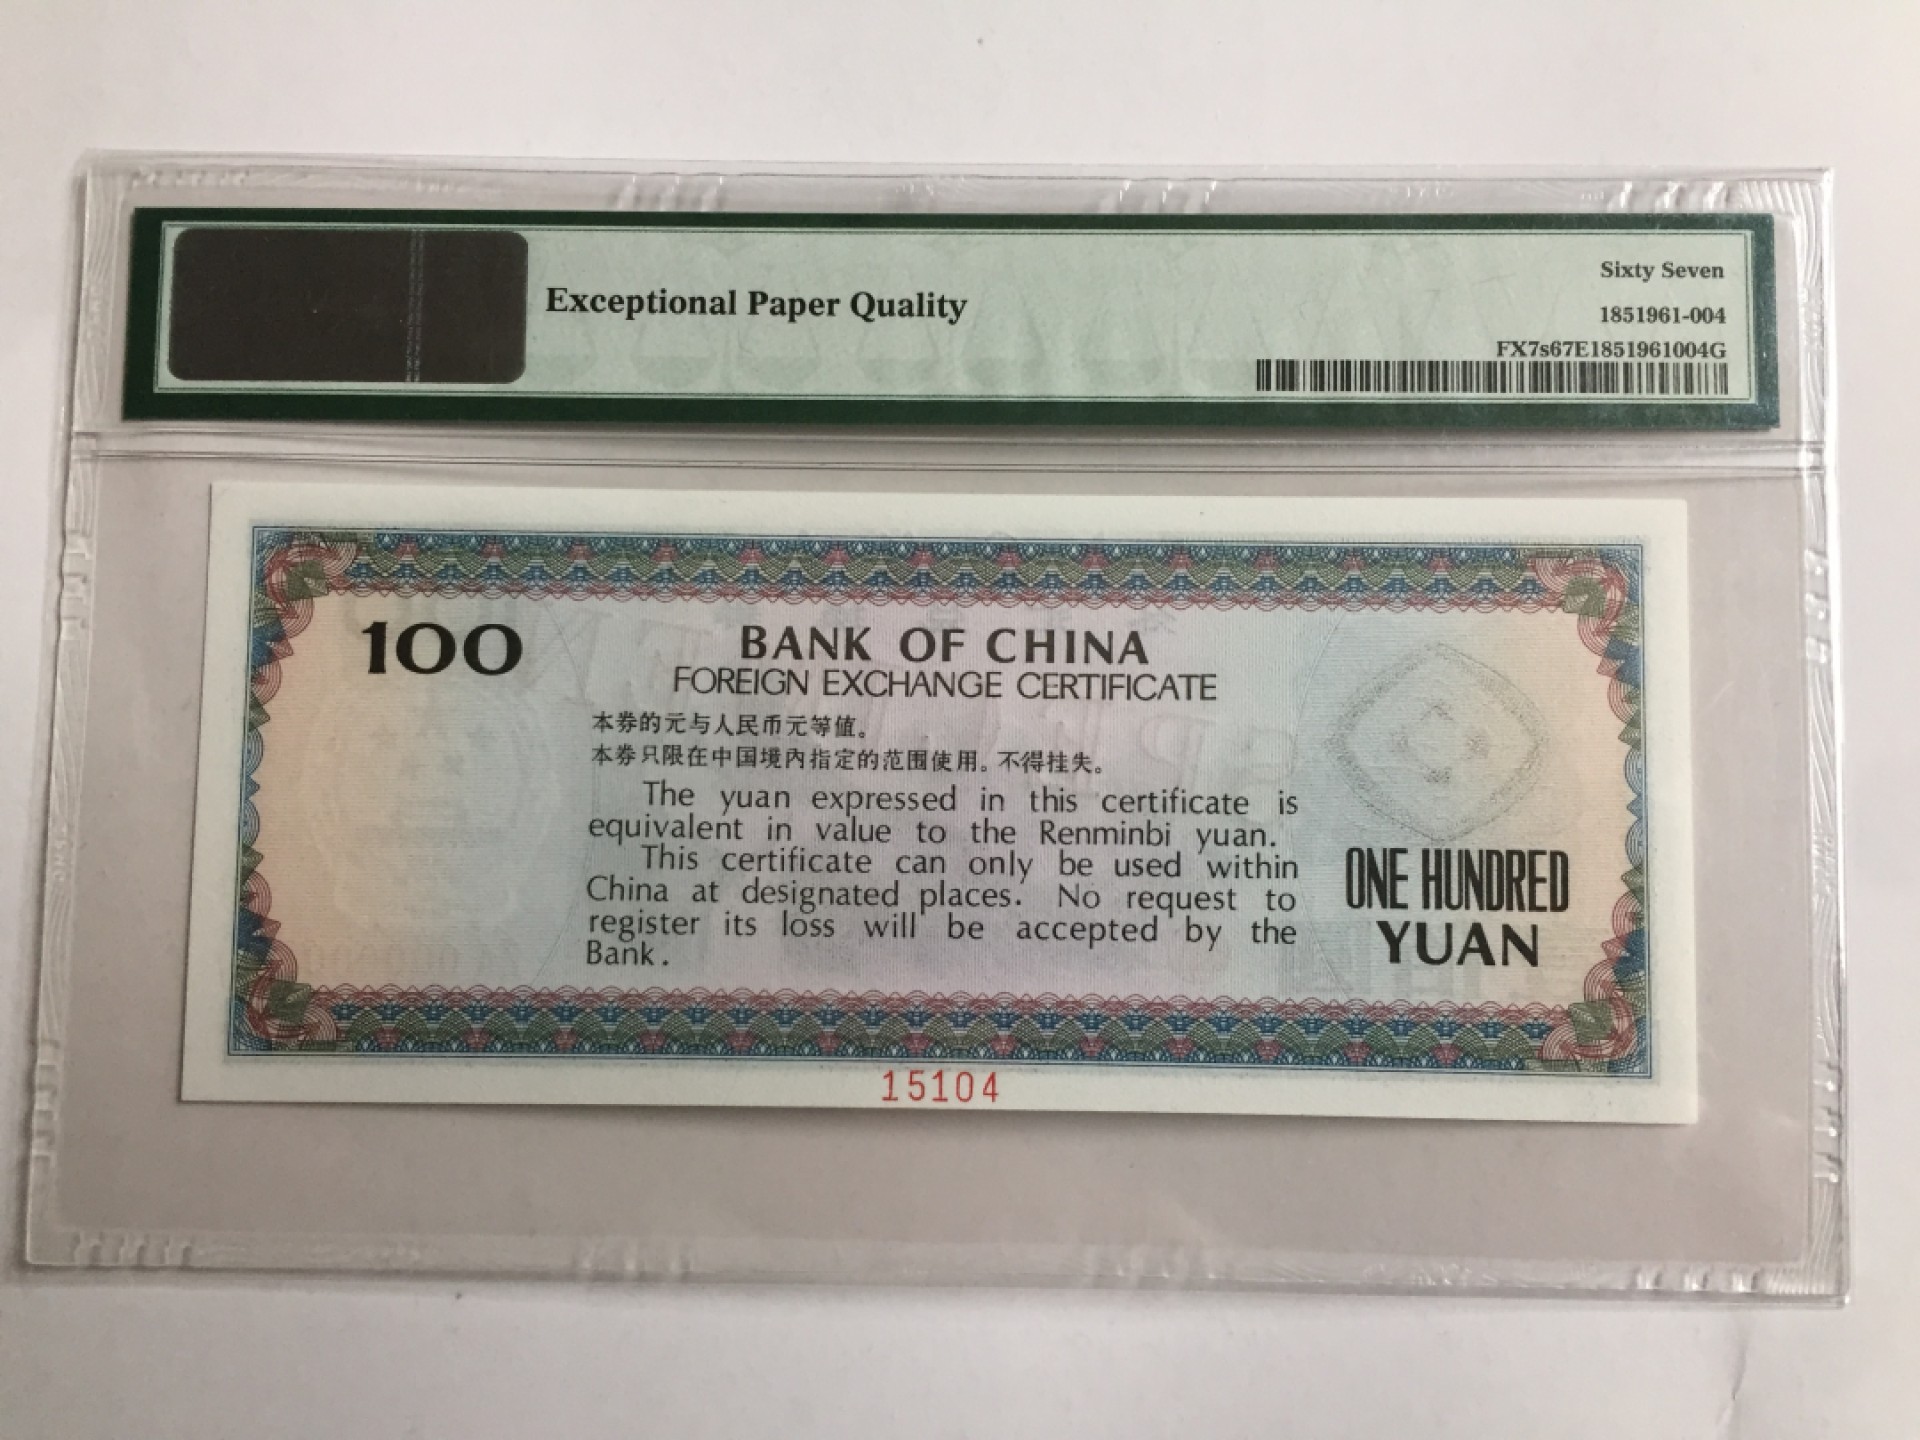 Exceptional Paper Quality
Sixty Seven
1851961-004
FX7s67E1851961004G
100
BANK OF CHINA
FOREIGN EXCHANGE CERTIFICATE
本券的元与人民币元等值。
本券只限在中国境内指定的范围使用。不得挂失。
The yuan expressed in this certificate is
equivalent in value to the Renminbi yuan.
This certificate can only be used within
China at designated places. No request to
register its loss will be accepted by the
Bank.
ONE HUNDRED
YUAN
15104